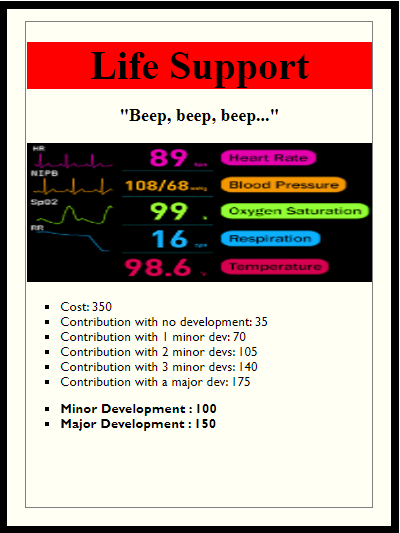 Life Support
"Beep, beep, beep..."
HR
89
Heart Rate
NIPB
108/68
Blood Pressure
SpO2
99
Oxygen Saturation
RR
16
Respiration
98.6
Temperature
Cost: 350
Contribution with no development: 35
Contribution with 1 minor dev: 70
Contribution with 2 minor devs: 105
Contribution with 3 minor devs: 140
Contribution with a major dev: 175
Minor Development : 100
Major Development : 150